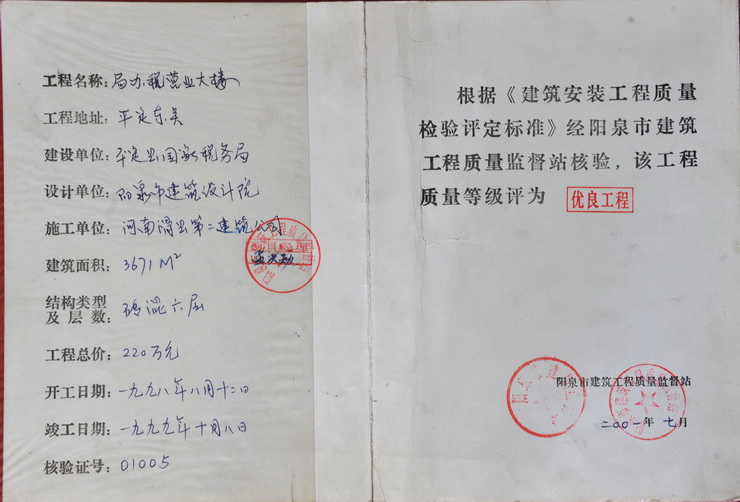 工程名称: 局办税营业大楼
工程地址: 平定东关
建设单位: 平定县国家税务局
设计单位: 阳泉市建筑设计院
施工单位: 河南滑县第二建筑公司
建筑面积: 3671 M²
结构类型
及层数: 砖混六层
工程总价: 220万元
开工日期: 一九九八年八月十二日
竣工日期: 一九九九年十月八日
核验证号: 01005
根据《建筑安装工程质量
检验评定标准》经阳泉市建筑
工程质量监督站核验，该工程
质量等级评为 优良工程
阳泉市建筑工程质量监督站
二00一年七月